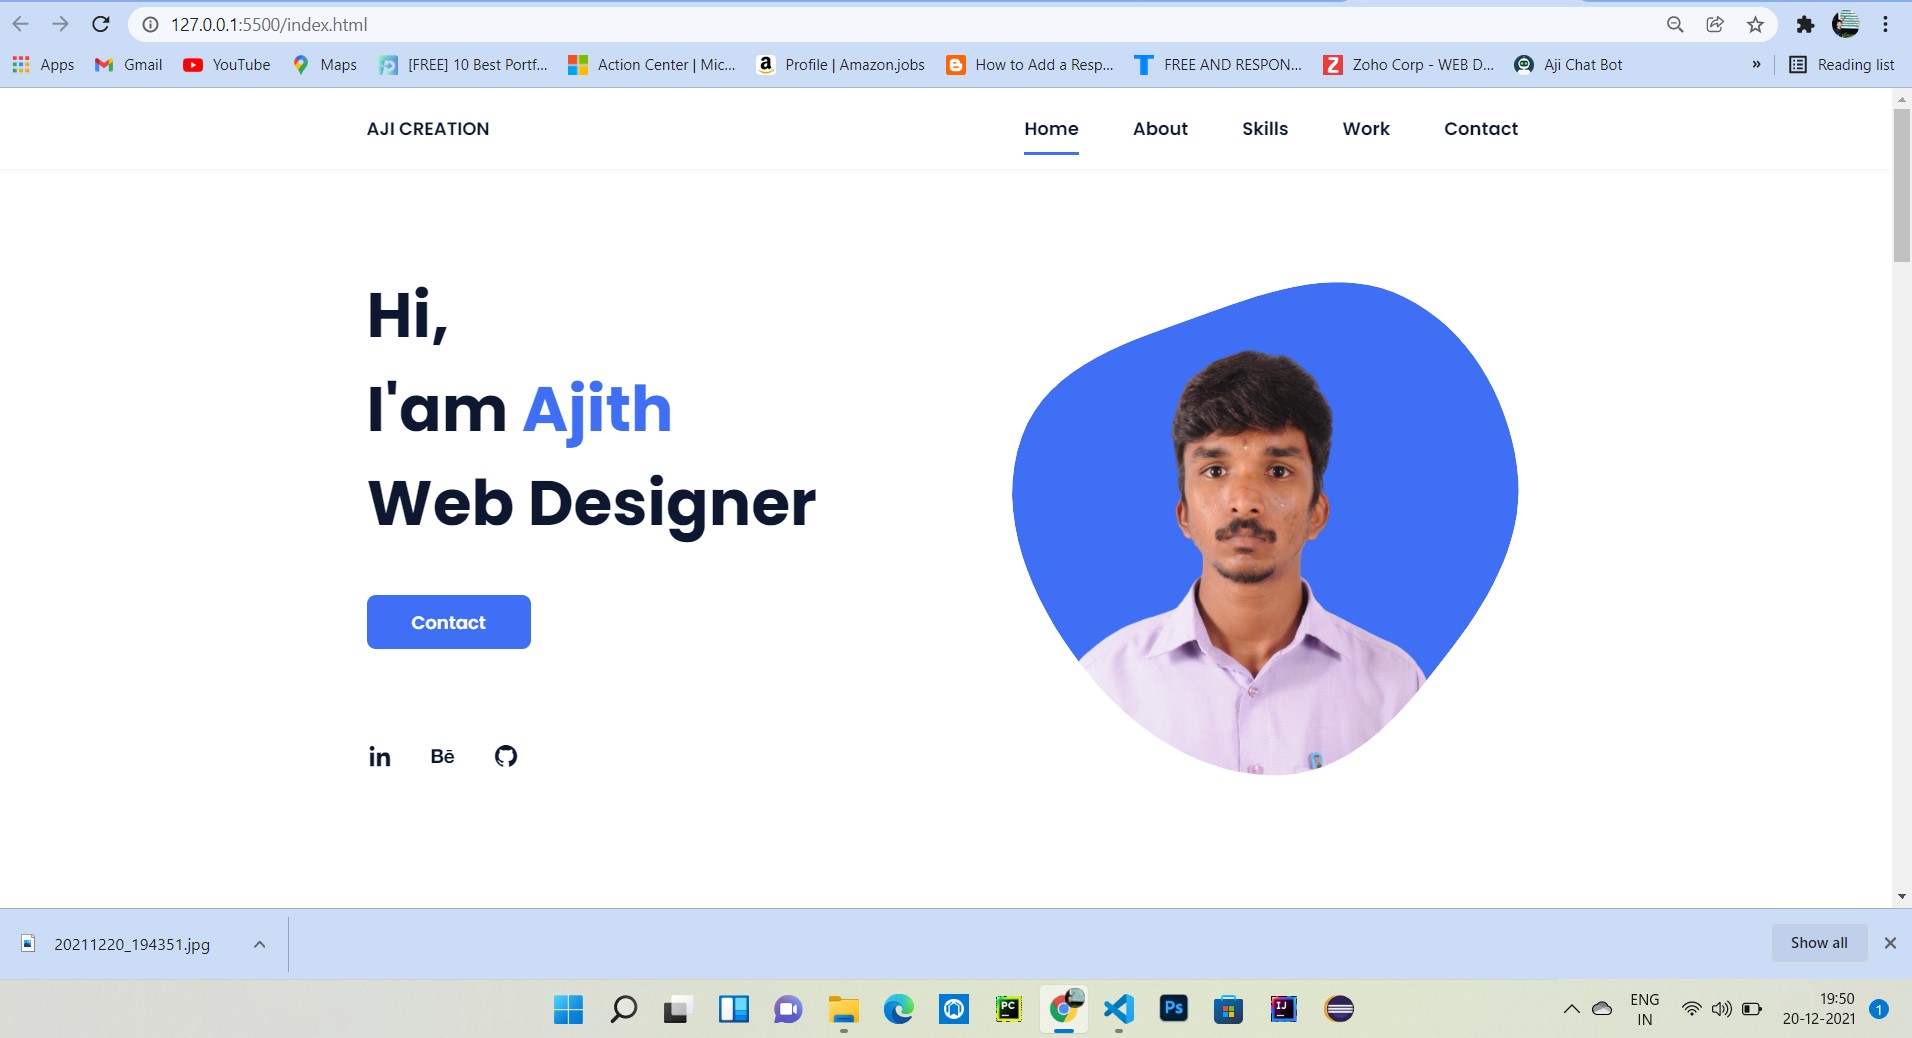 127.0.0.1:5500/index.html
Apps Gmail YouTube Maps [FREE] 10 Best Portf... Action Center | Mic... Profile | Amazon.jobs How to Add a Resp... FREE AND RESPON... Zoho Corp - WEB D... Aji Chat Bot » Reading list
AJI CREATION Home About Skills Work Contact
Hi,
I'am Ajith
Web Designer
Contact
in Bē
20211220_194351.jpg Show all
PC Ps IJ
ENG 19:50
IN 20-12-2021 1